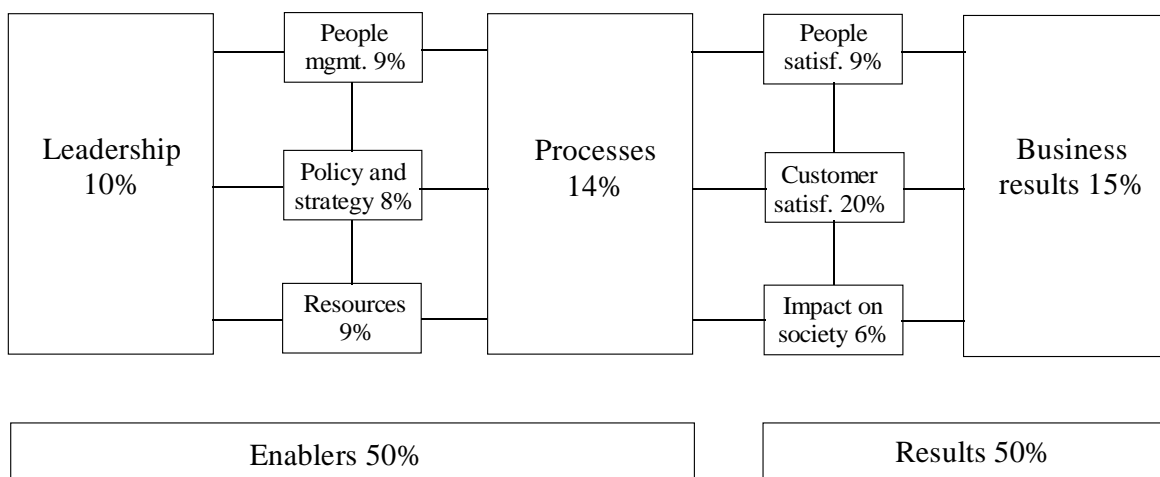 Leadership
10%
People
mgmt. 9%
Policy and
strategy 8%
Resources
9%
Processes
14%
People
satisf. 9%
Customer
satisf. 20%
Impact on
society 6%
Business
results 15%
Enablers 50%
Results 50%